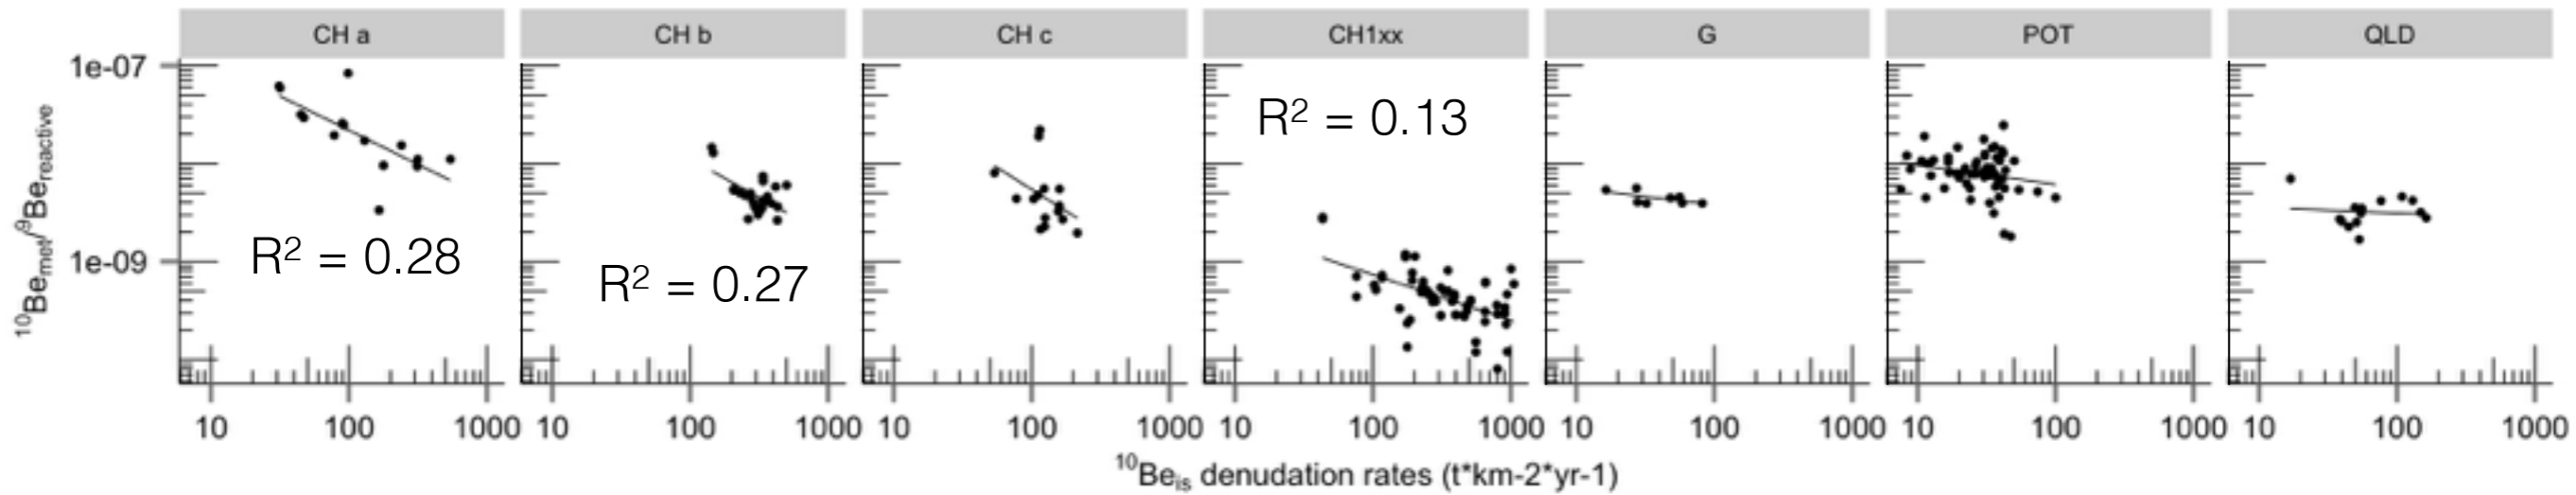 CH a CH b CH c CH1xx G POT QLD
1e-07
R² = 0.13
¹⁰Beₘₑₜ/⁹Be_reactive
1e-09
R² = 0.28
R² = 0.27
10 100 1000 10 100 1000 10 100 1000 10 100 1000 10 100 1000 10 100 1000 10 100 1000
¹⁰Beᵢₛ denudation rates (t*km-2*yr-1)